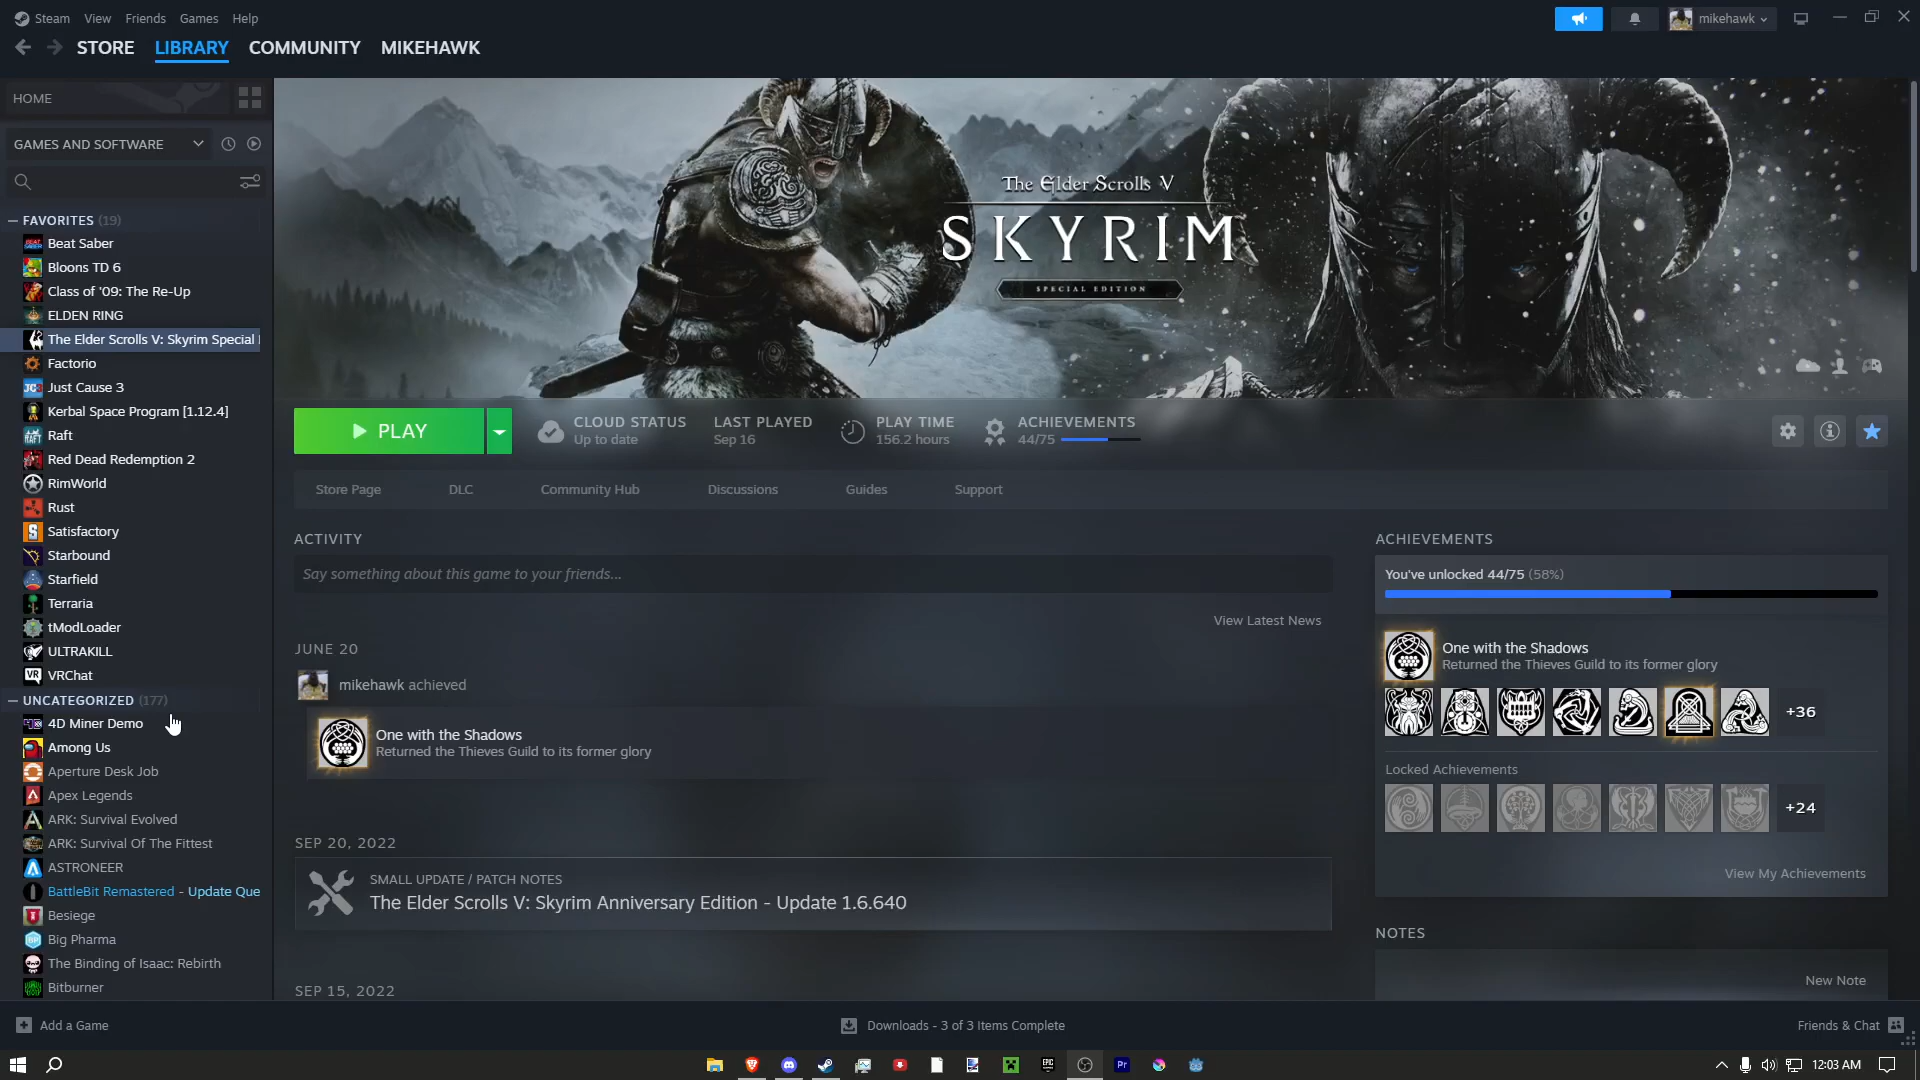 Steam View Friends Games Help
mikehawk
STORE LIBRARY COMMUNITY MIKEHAWK
HOME
GAMES AND SOFTWARE
FAVORITES (19)
Beat Saber
Bloons TD 6
Class of '09: The Re-Up
ELDEN RING
The Elder Scrolls V: Skyrim Special
Factorio
Just Cause 3
Kerbal Space Program [1.12.4]
Raft
Red Dead Redemption 2
RimWorld
Rust
Satisfactory
Starbound
Starfield
Terraria
tModLoader
ULTRAKILL
VRChat
UNCATEGORIZED (177)
4D Miner Demo
Among Us
Aperture Desk Job
Apex Legends
ARK: Survival Evolved
ARK: Survival Of The Fittest
ASTRONEER
BattleBit Remastered - Update Que
Besiege
Big Pharma
The Binding of Isaac: Rebirth
Bitburner
The Elder Scrolls V
SKYRIM
SPECIAL EDITION
PLAY
CLOUD STATUS
Up to date
LAST PLAYED
Sep 16
PLAY TIME
156.2 hours
ACHIEVEMENTS
44/75
Store Page DLC Community Hub Discussions Guides Support
ACTIVITY
Say something about this game to your friends...
View Latest News
JUNE 20
mikehawk achieved
One with the Shadows
Returned the Thieves Guild to its former glory
SEP 20, 2022
SMALL UPDATE / PATCH NOTES
The Elder Scrolls V: Skyrim Anniversary Edition - Update 1.6.640
SEP 15, 2022
ACHIEVEMENTS
You've unlocked 44/75 (58%)
One with the Shadows
Returned the Thieves Guild to its former glory
+36
Locked Achievements
+24
View My Achievements
NOTES
New Note
Add a Game
Downloads - 3 of 3 Items Complete
Friends & Chat
EPIC
Pr
12:03 AM